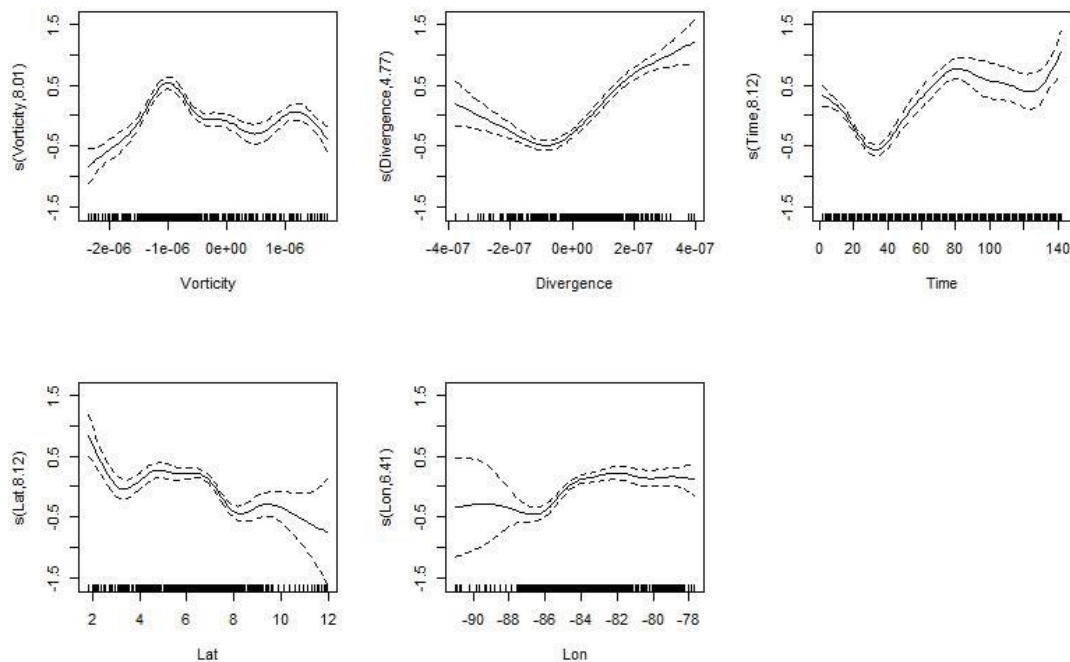 s(Vorticity,8.01)
1.5
0.5
-0.5
-1.5
-2e-06 -1e-06 0e+00 1e-06
Vorticity
s(Divergence,4.77)
1.5
0.5
-0.5
-1.5
-4e-07 -2e-07 0e+00 2e-07 4e-07
Divergence
s(Time,8.12)
1.5
0.5
-0.5
-1.5
0 20 40 60 80 100 140
Time
s(Lat,8.12)
1.5
0.5
-0.5
-1.5
2 4 6 8 10 12
Lat
s(Lon,6.41)
1.5
0.5
-0.5
-1.5
-90 -88 -86 -84 -82 -80 -78
Lon